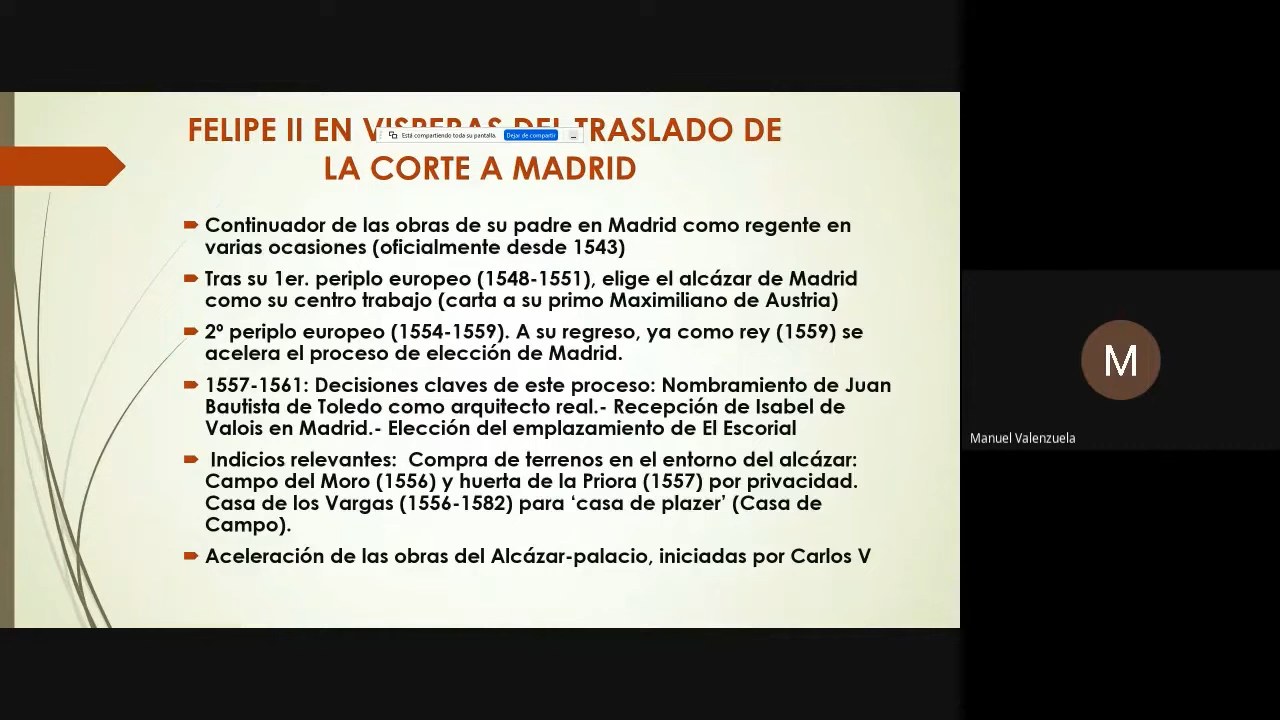 FELIPE II EN VISPERAS DEL TRASLADO DE
LA CORTE A MADRID
Está compartiendo toda su pantalla.
Dejar de compartir
Continuador de las obras de su padre en Madrid como regente en
varias ocasiones (oficialmente desde 1543)
Tras su 1er. periplo europeo (1548-1551), elige el alcázar de Madrid
como su centro trabajo (carta a su primo Maximiliano de Austria)
2º periplo europeo (1554-1559). A su regreso, ya como rey (1559) se
acelera el proceso de elección de Madrid.
1557-1561: Decisiones claves de este proceso: Nombramiento de Juan
Bautista de Toledo como arquitecto real.- Recepción de Isabel de
Valois en Madrid.- Elección del emplazamiento de El Escorial
Indicios relevantes: Compra de terrenos en el entorno del alcázar:
Campo del Moro (1556) y huerta de la Priora (1557) por privacidad.
Casa de los Vargas (1556-1582) para ‘casa de plazer’ (Casa de
Campo).
Aceleración de las obras del Alcázar-palacio, iniciadas por Carlos V
M
Manuel Valenzuela